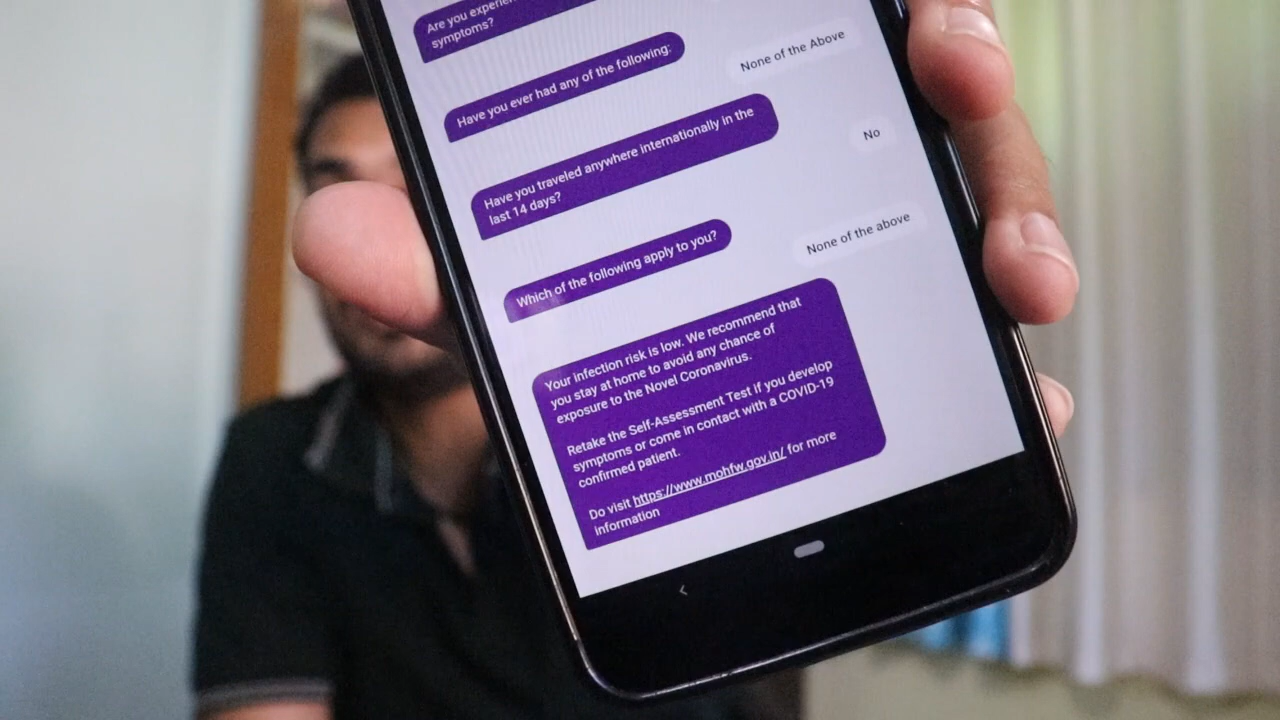 Are you
symptoms?
None of the Above
Have you ever had any of the following:
No
Have you traveled anywhere internationally in the
last 14 days?
None of the above
Which of the following apply to you?
Your infection risk is low. We recommend that
you stay at home to avoid any chance of
exposure to the Novel Coronavirus.
Retake the Self-Assessment Test if you develop
symptoms or come in contact with a COVID-19
confirmed patient.
Do visit https://www.mohfw.gov.in/ for more
information